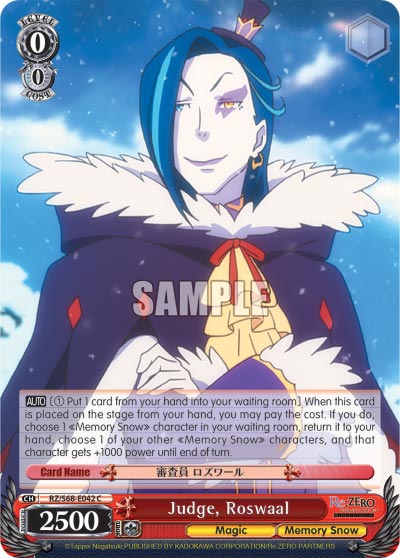 LEVEL
0
0
COST
SAMPLE
AUTO [① Put 1 card from your hand into your waiting room] When this card
is placed on the stage from your hand, you may pay the cost. If you do,
choose 1 «Memory Snow» character in your waiting room, return it to your
hand, choose 1 of your other «Memory Snow» characters, and that
character gets +1000 power until end of turn.
Card Name 審査員 ロズワール
CH RZ/S68-E042 C
Re:ZERO
POWER 2500 SOUL Judge, Roswaal
Magic Memory Snow
©Tappei Nagatsuki,PUBLISHED BY KADOKAWA CORPORATION/Re:ZERO PARTNERS